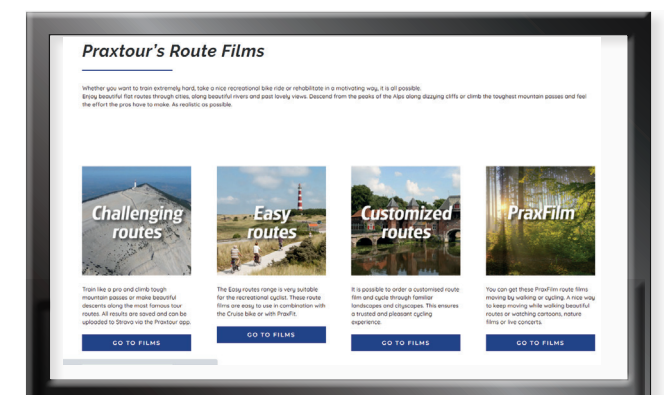 Praxtour's Route Films
Whether you want to train extremely hard, take a nice recreational bike ride or rehabilitate in a motivating way, it is all possible.
Enjoy beautiful flat routes through cities, along beautiful rivers and past lovely views. Descend from the peaks of the Alps along dizzying cliffs or climb the toughest mountain passes and feel
the effort the pros have to make. As realistic as possible.
Challenging
routes
Train like a pro and climb tough
mountain passes or make beautiful
descents along the most famous tour
routes. All results are saved and can be
uploaded to Strava via the Praxtour app.
GO TO FILMS
Easy
routes
The Easy routes range is very suitable
for the recreational cyclist. These route
films are easy to use in combination with
the Cruise bike or with PraxFit.
GO TO FILMS
Customized
routes
It is possible to order a customised route
film and cycle through familiar
landscapes and cityscapes. This ensures
a trusted and pleasant cycling
experience.
GO TO FILMS
PraxFilm
You can get these PraxFilm route films
moving by walking or cycling. A nice way
to keep moving while walking beautiful
routes or watching cartoons, nature
films or live concerts.
GO TO FILMS